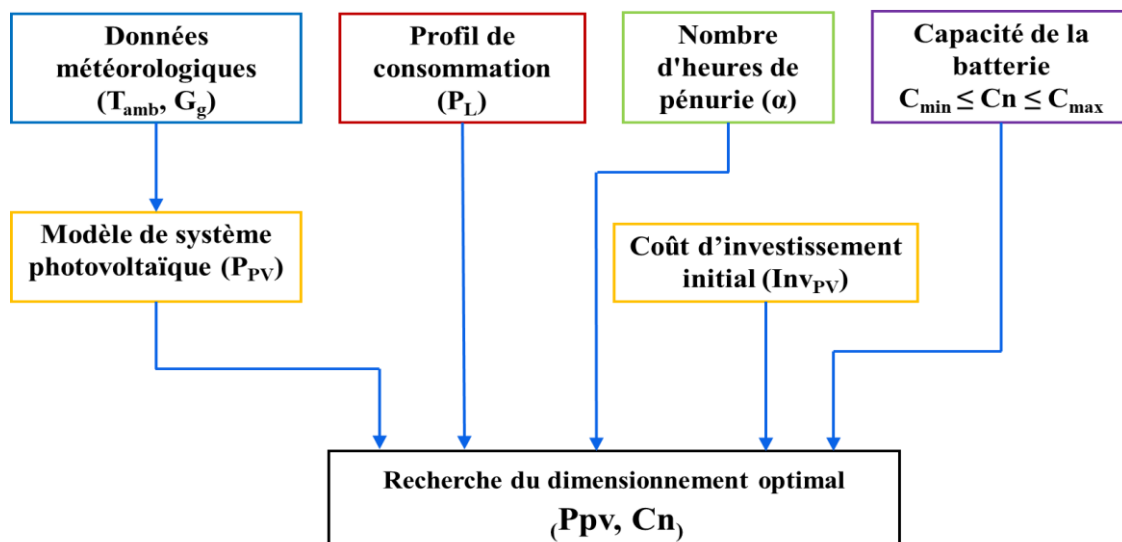 Données
météorologiques
(Tamb, Gg)
Profil de
consommation
(PL)
Nombre
d'heures de
pénurie (α)
Capacité de la
batterie
Cmin ≤ Cn ≤ Cmax
Modèle de système
photovoltaïque (PPV)
Coût d’investissement
initial (InvPV)
Recherche du dimensionnement optimal
(Ppv, Cn)